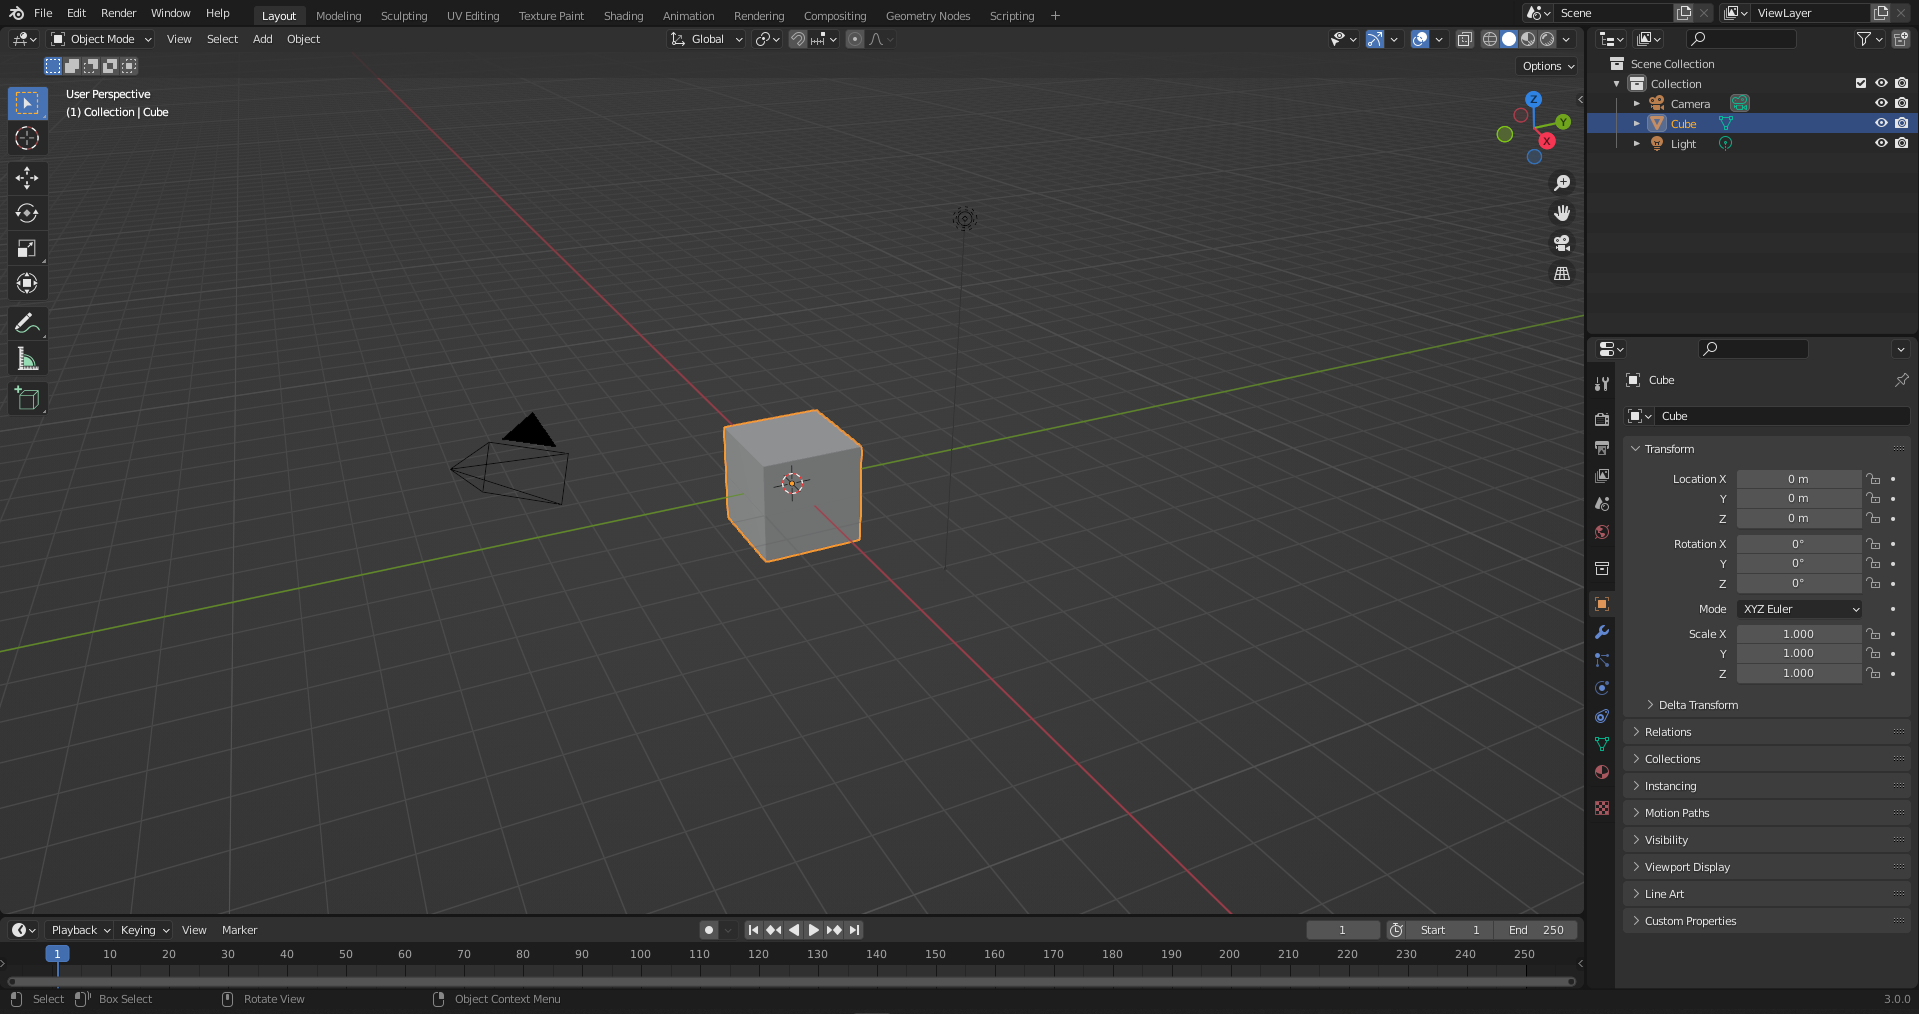 File Edit Render Window Help Layout Modeling Sculpting UV Editing Texture Paint Shading Animation Rendering Compositing Geometry Nodes Scripting + Scene ViewLayer
Object Mode View Select Add Object Global
Options
User Perspective
(1) Collection | Cube
Z
Y
X
Scene Collection
Collection
Camera
Cube
Light
Cube
Cube
Transform
Location X 0 m
Y 0 m
Z 0 m
Rotation X 0°
Y 0°
Z 0°
Mode XYZ Euler
Scale X 1.000
Y 1.000
Z 1.000
Delta Transform
Relations
Collections
Instancing
Motion Paths
Visibility
Viewport Display
Line Art
Custom Properties
Playback Keying View Marker 1 Start 1 End 250
1 10 20 30 40 50 60 70 80 90 100 110 120 130 140 150 160 170 180 190 200 210 220 230 240 250
Select Box Select Rotate View Object Context Menu 3.0.0